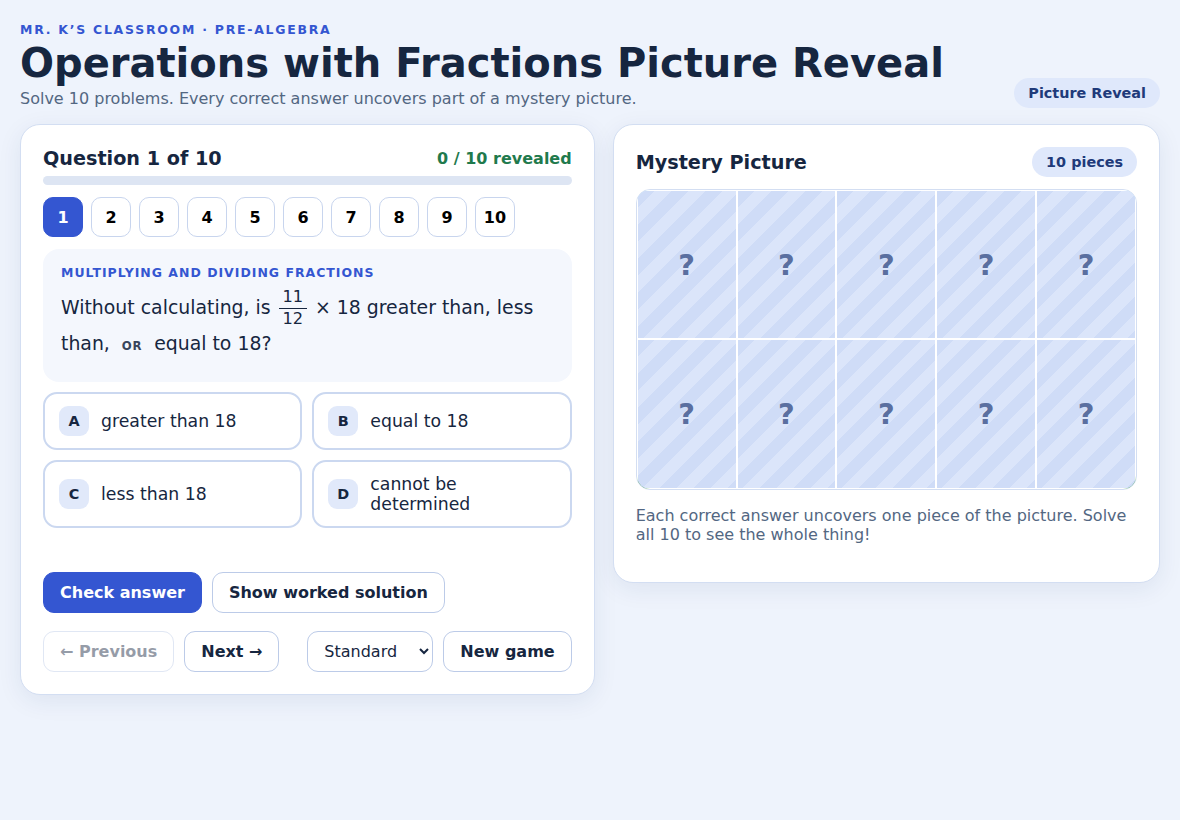 MR. K’S CLASSROOM · PRE-ALGEBRA
Operations with Fractions Picture Reveal
Solve 10 problems. Every correct answer uncovers part of a mystery picture.
Picture Reveal
Question 1 of 10
0 / 10 revealed
1 2 3 4 5 6 7 8 9 10
MULTIPLYING AND DIVIDING FRACTIONS
Without calculating, is 11/12 × 18 greater than, less
than, OR equal to 18?
A greater than 18
B equal to 18
C less than 18
D cannot be
determined
Check answer
Show worked solution
← Previous
Next →
Standard
New game
Mystery Picture
10 pieces
? ? ? ? ?
? ? ? ? ?
Each correct answer uncovers one piece of the picture. Solve
all 10 to see the whole thing!